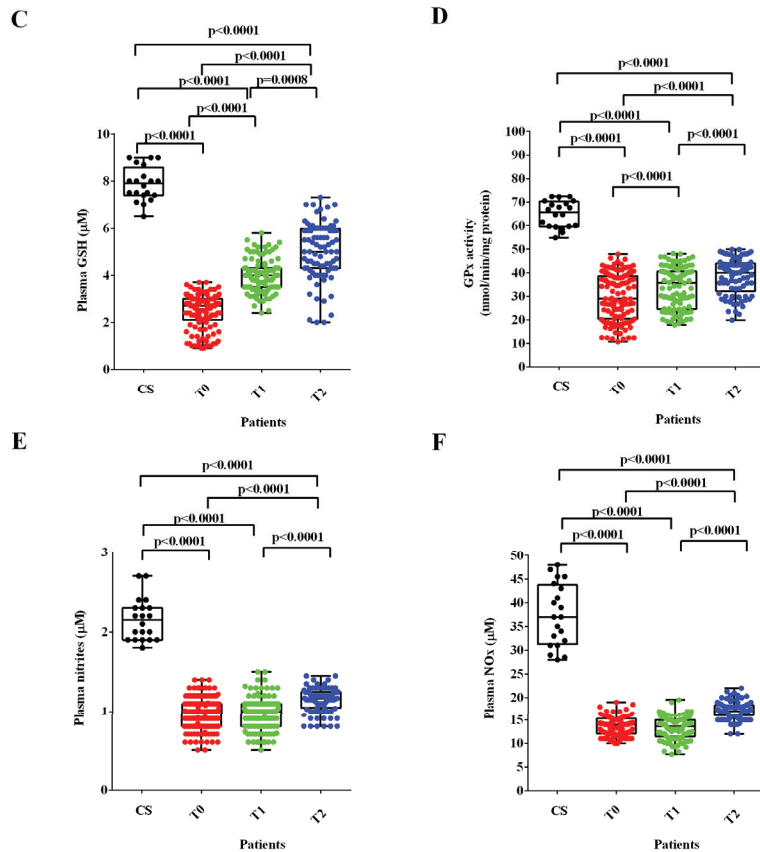 C
p<0.0001
p<0.0001
p<0.0001 p=0.0008
p<0.0001
p<0.0001
10
8
6
4
2
0
Plasma GSH (µM)
CS T0 T1 T2
Patients
D
p<0.0001
p<0.0001
p<0.0001
p<0.0001 p<0.0001
p<0.0001
100
90
80
70
60
50
40
30
20
10
0
GPx activity
(nmol/min/mg protein)
CS T0 T1 T2
Patients
E
p<0.0001
p<0.0001
p<0.0001
p<0.0001 p<0.0001
3
2
1
0
Plasma nitrites (µM)
CS T0 T1 T2
Patients
F
p<0.0001
p<0.0001
p<0.0001
p<0.0001 p<0.0001
50
45
40
35
30
25
20
15
10
5
0
Plasma NOx (µM)
CS T0 T1 T2
Patients